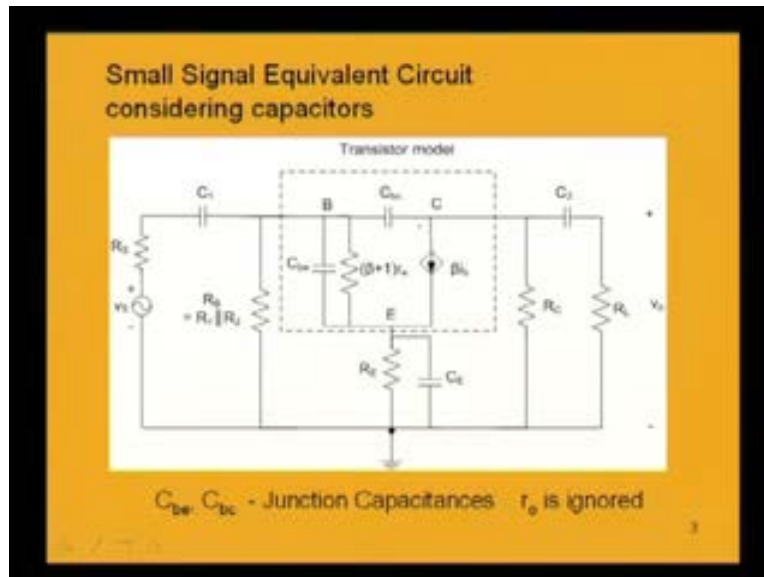 Small Signal Equivalent Circuit
considering capacitors
Transistor model
C₁
B
C_bc
C
C₂
+
R_S
C_be
(β+1)r_e
βi_b
+
v_S
-
R_B
= R₁ ∥ R₂
E
R_C
R_L
v_o
R_E
C_E
-
C_be, C_bc - Junction Capacitances r_o is ignored
3